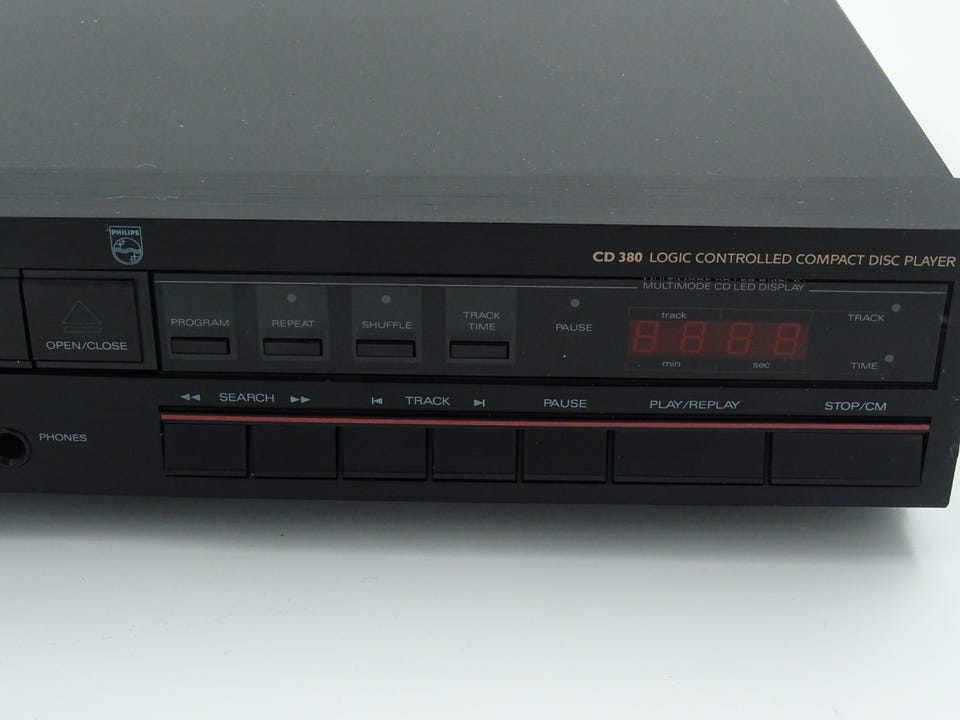 PHILIPS
CD 380 LOGIC CONTROLLED COMPACT DISC PLAYER
MULTIMODE CD LED DISPLAY
OPEN/CLOSE
PROGRAM
REPEAT
SHUFFLE
TRACK
TIME
PAUSE
track
min
sec
TRACK
TIME
SEARCH
TRACK
PAUSE
PLAY/REPLAY
STOP/CM
PHONES